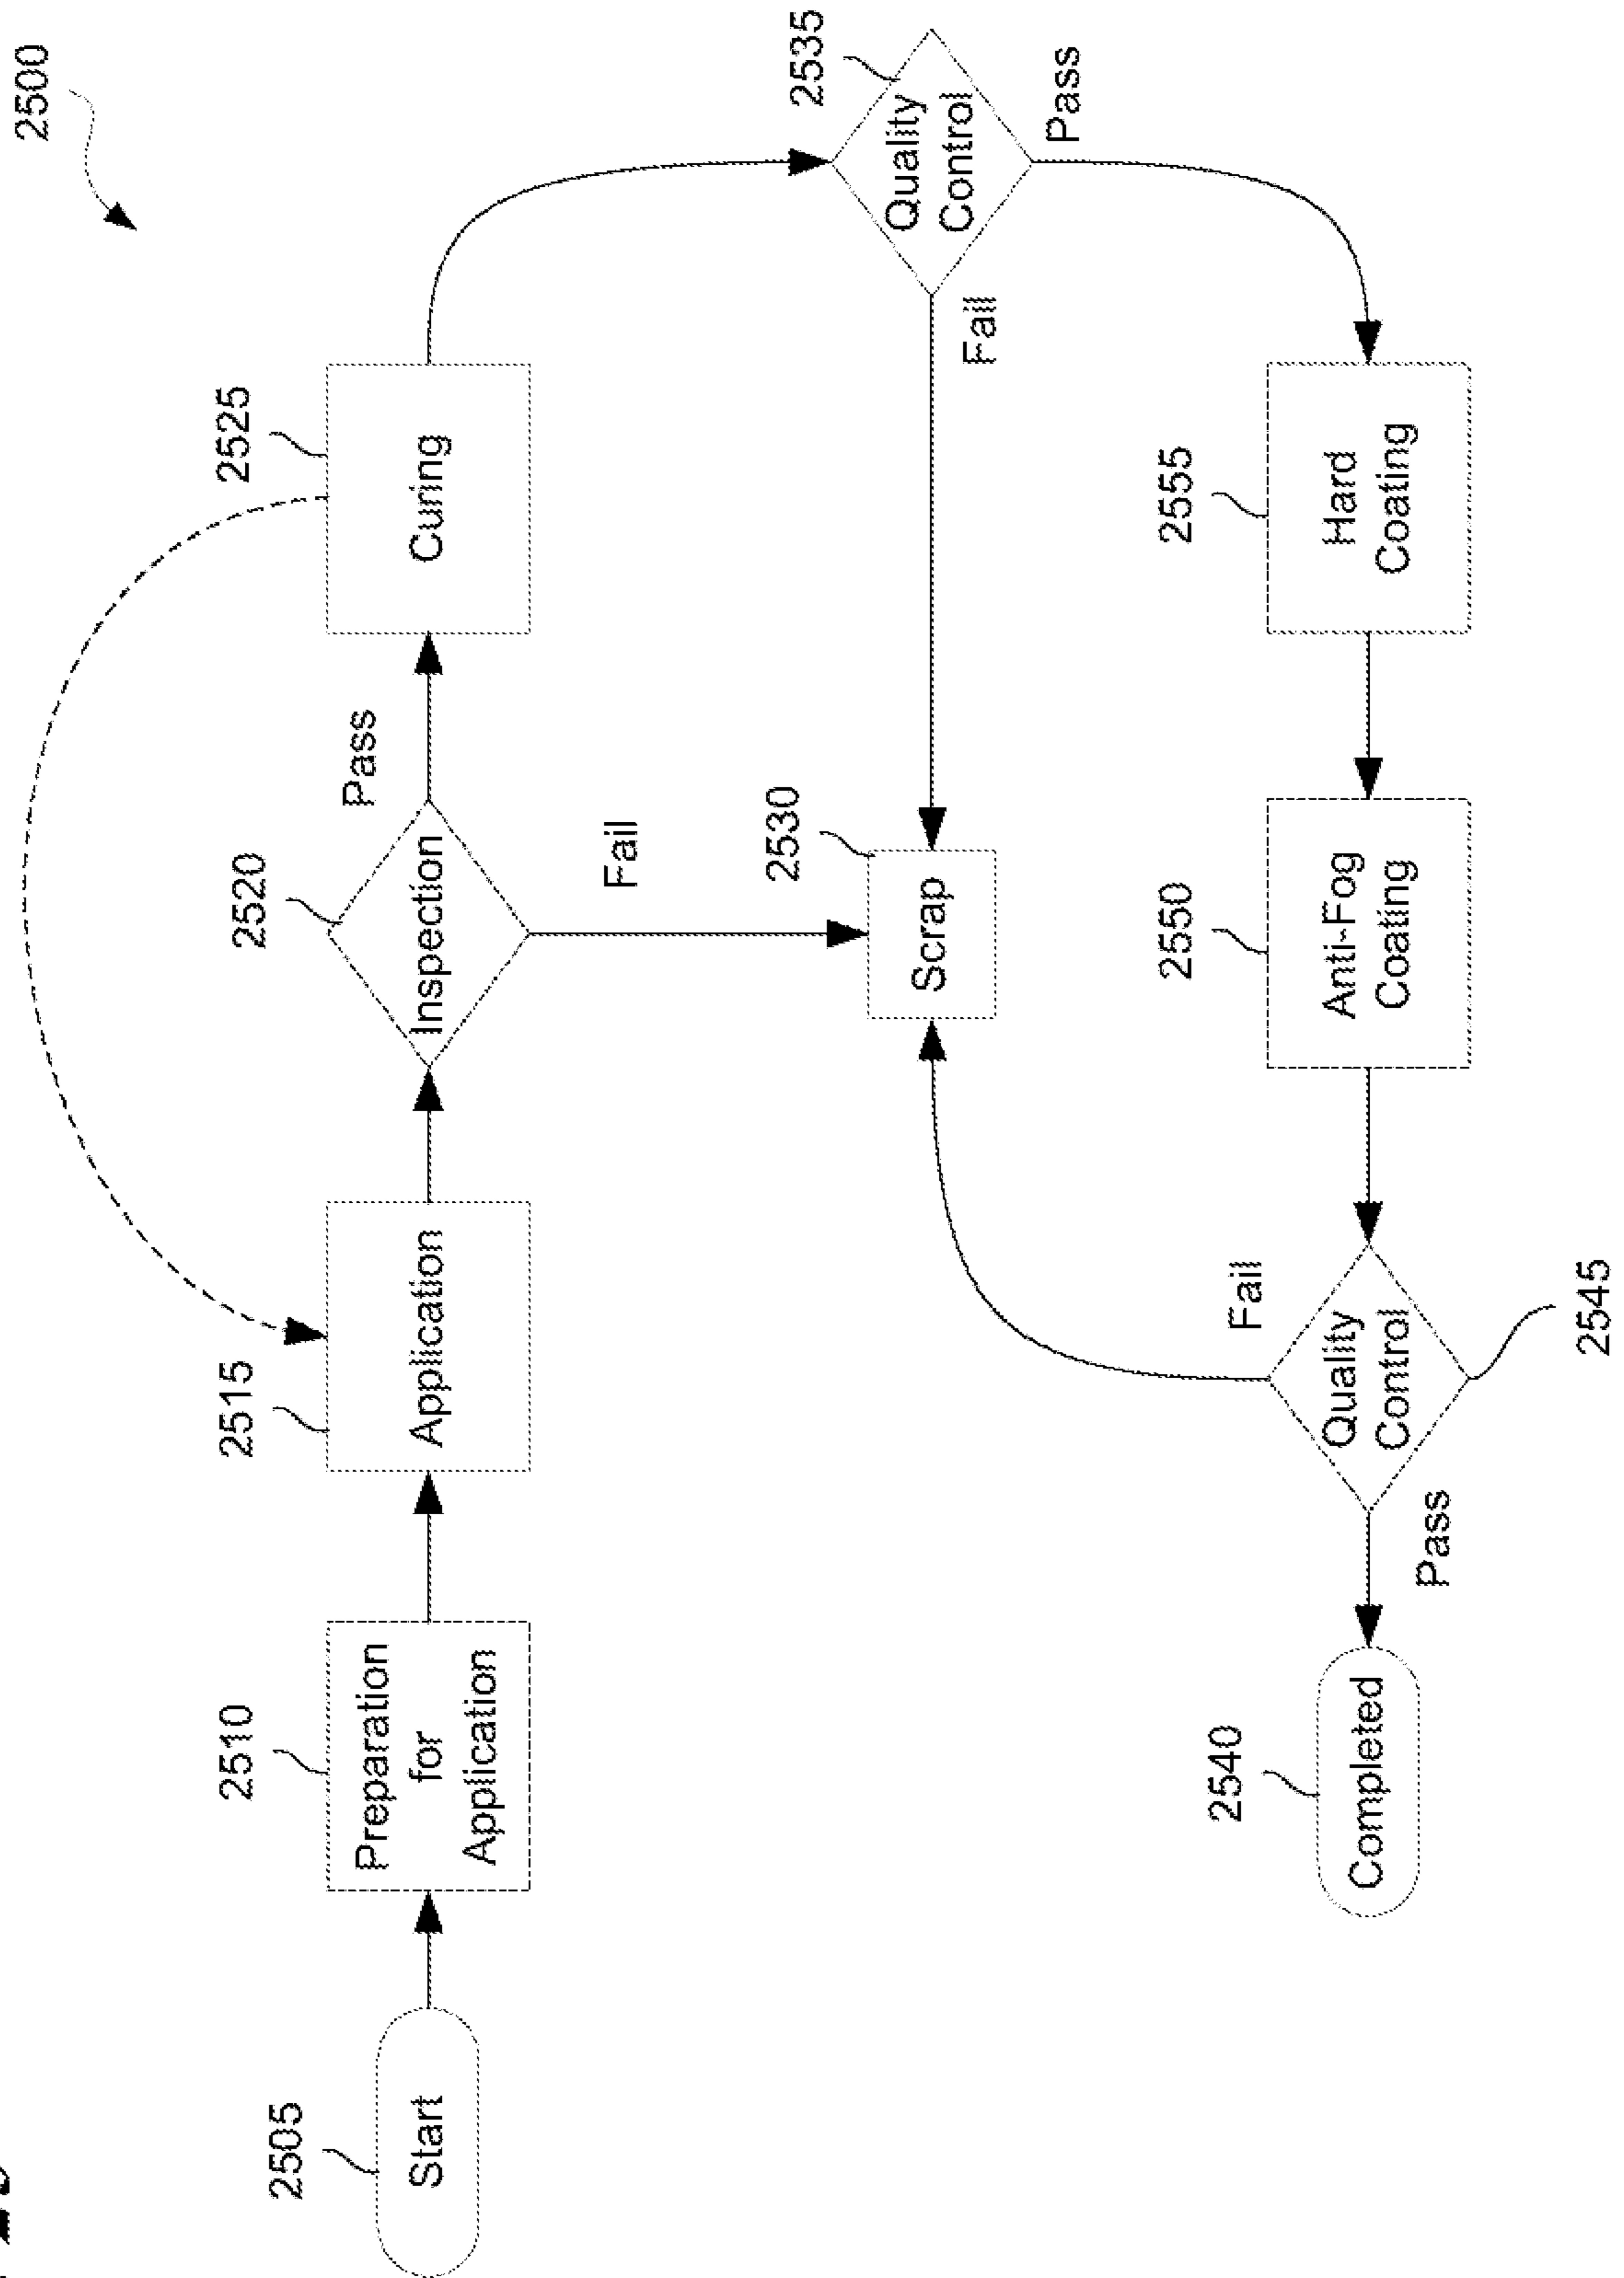 2500
2505
Start
2510
Preparation
for
Application
2515
Application
2520
Inspection
Pass
Fail
2525
Curing
2530
Scrap
2535
Quality
Control
Fail
Pass
2555
Hard
Coating
2550
Anti-Fog
Coating
2545
Quality
Control
Fail
Pass
2540
Completed